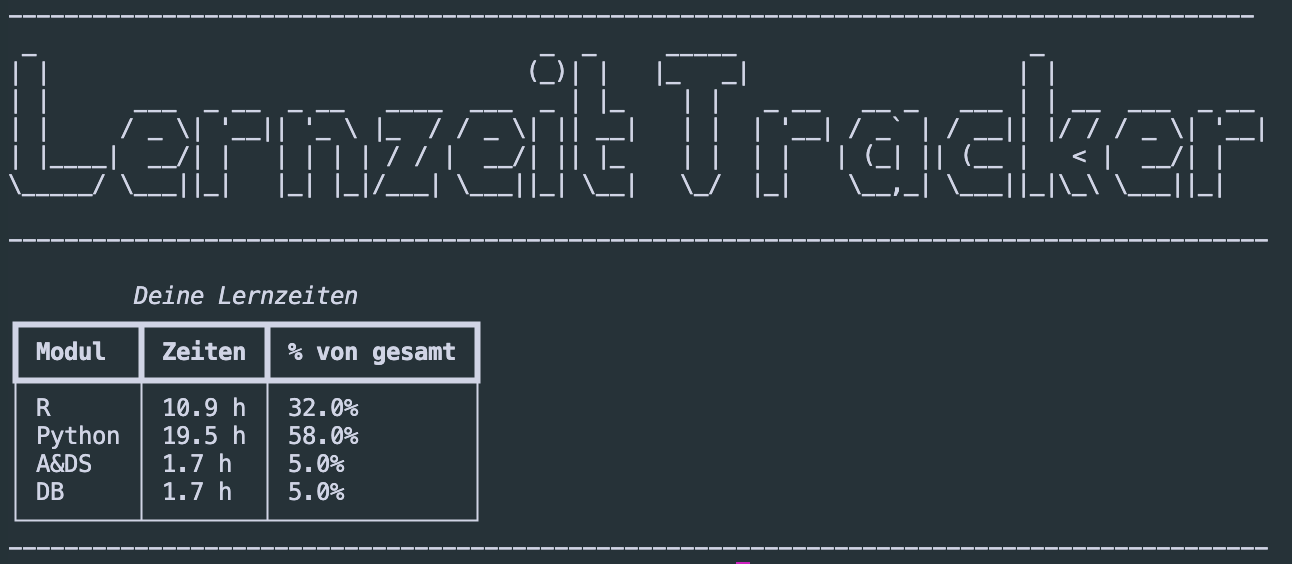 Lernzeit Tracker
Deine Lernzeiten
Modul Zeiten % von gesamt
R 10.9 h 32.0%
Python 19.5 h 58.0%
A&DS 1.7 h 5.0%
DB 1.7 h 5.0%